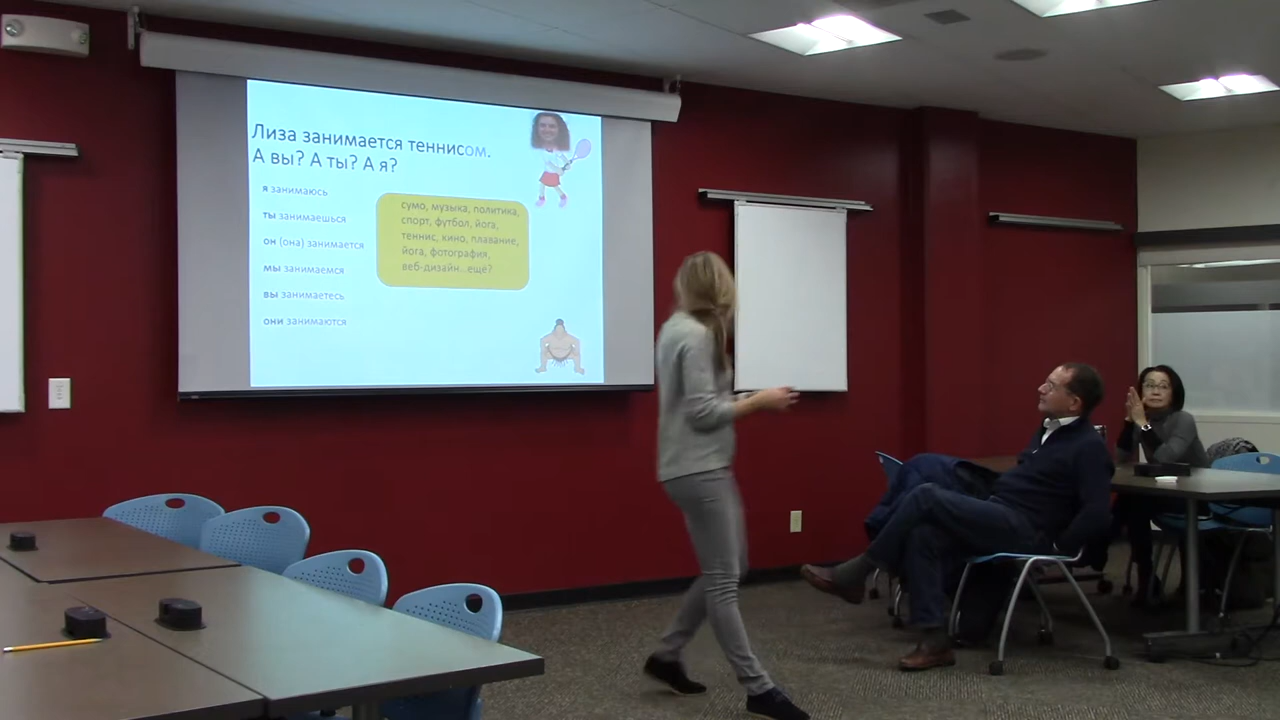 Лиза занимается теннисом.
А вы? А ты? А я?
я занимаюсь
ты занимаешься
он (она) занимается
мы занимаемся
вы занимаетесь
они занимаются
сумо, музыка, политика,
спорт, футбол, йога,
теннис, кино, плавание,
йога, фотография,
веб-дизайн...ещё?